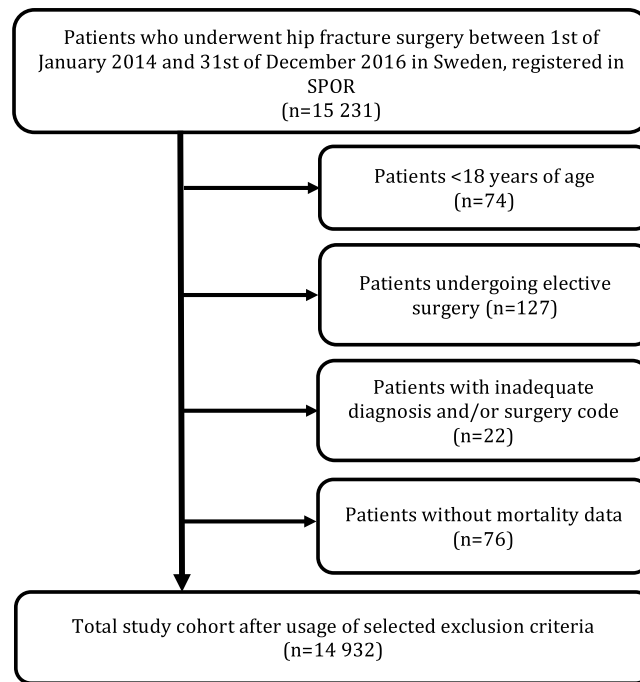 Patients who underwent hip fracture surgery between 1st of
January 2014 and 31st of December 2016 in Sweden, registered in
SPOR
(n=15 231)
Patients <18 years of age
(n=74)
Patients undergoing elective
surgery (n=127)
Patients with inadequate
diagnosis and/or surgery code
(n=22)
Patients without mortality data
(n=76)
Total study cohort after usage of selected exclusion criteria
(n=14 932)